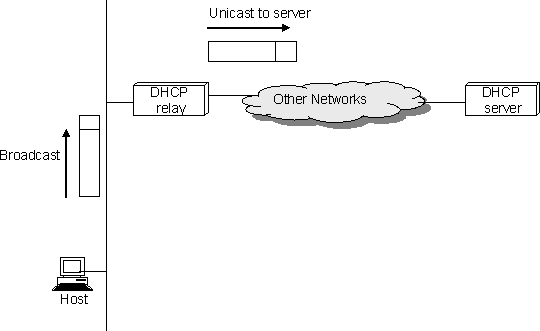 Unicast to server
DHCP
relay
Other Networks
DHCP
server
Broadcast
Host